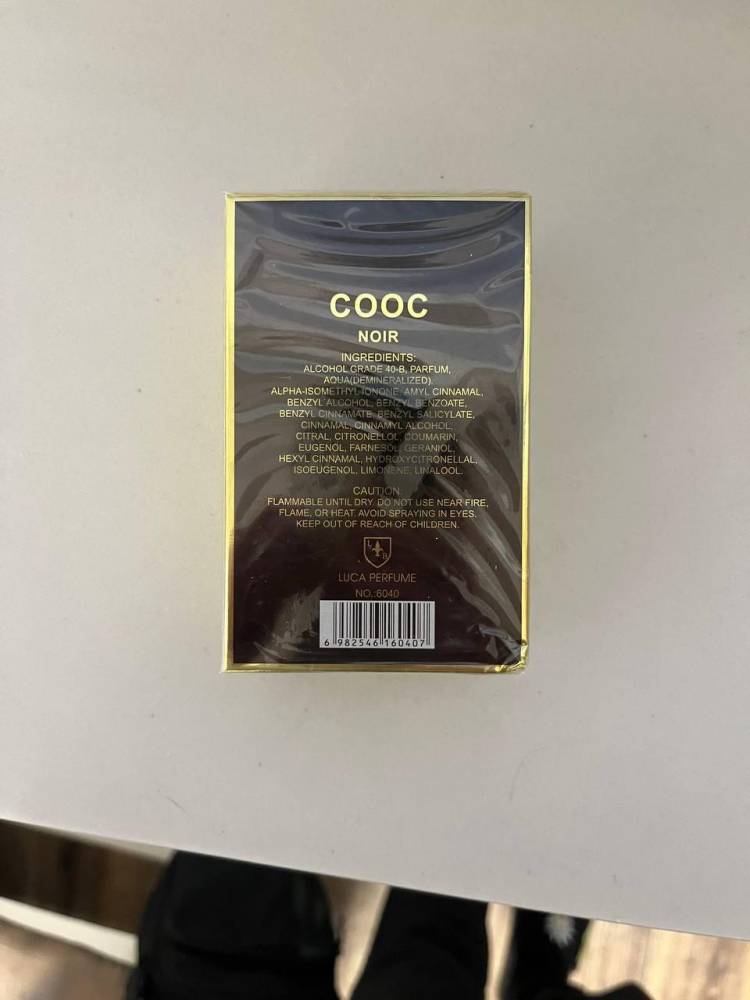 COOC
NOIR
INGREDIENTS:
ALCOHOL GRADE 40-B, PARFUM,
AQUA(DEMINERALIZED).
ALPHA-ISOMETHYL IONONE, AMYL CINNAMAL,
BENZYL ALCOHOL, BENZYL BENZOATE,
BENZYL CINNAMATE, BENZYL SALICYLATE,
CINNAMAL, CINNAMYL ALCOHOL,
CITRAL, CITRONELLOL, COUMARIN,
EUGENOL, FARNESOL, GERANIOL,
HEXYL CINNAMAL, HYDROXYCITRONELLAL,
ISOEUGENOL, LIMONENE, LINALOOL.
CAUTION
FLAMMABLE UNTIL DRY. DO NOT USE NEAR FIRE,
FLAME, OR HEAT. AVOID SPRAYING IN EYES.
KEEP OUT OF REACH OF CHILDREN.
L B
LUCA PERFUME
NO.:6040
6 982546 160407